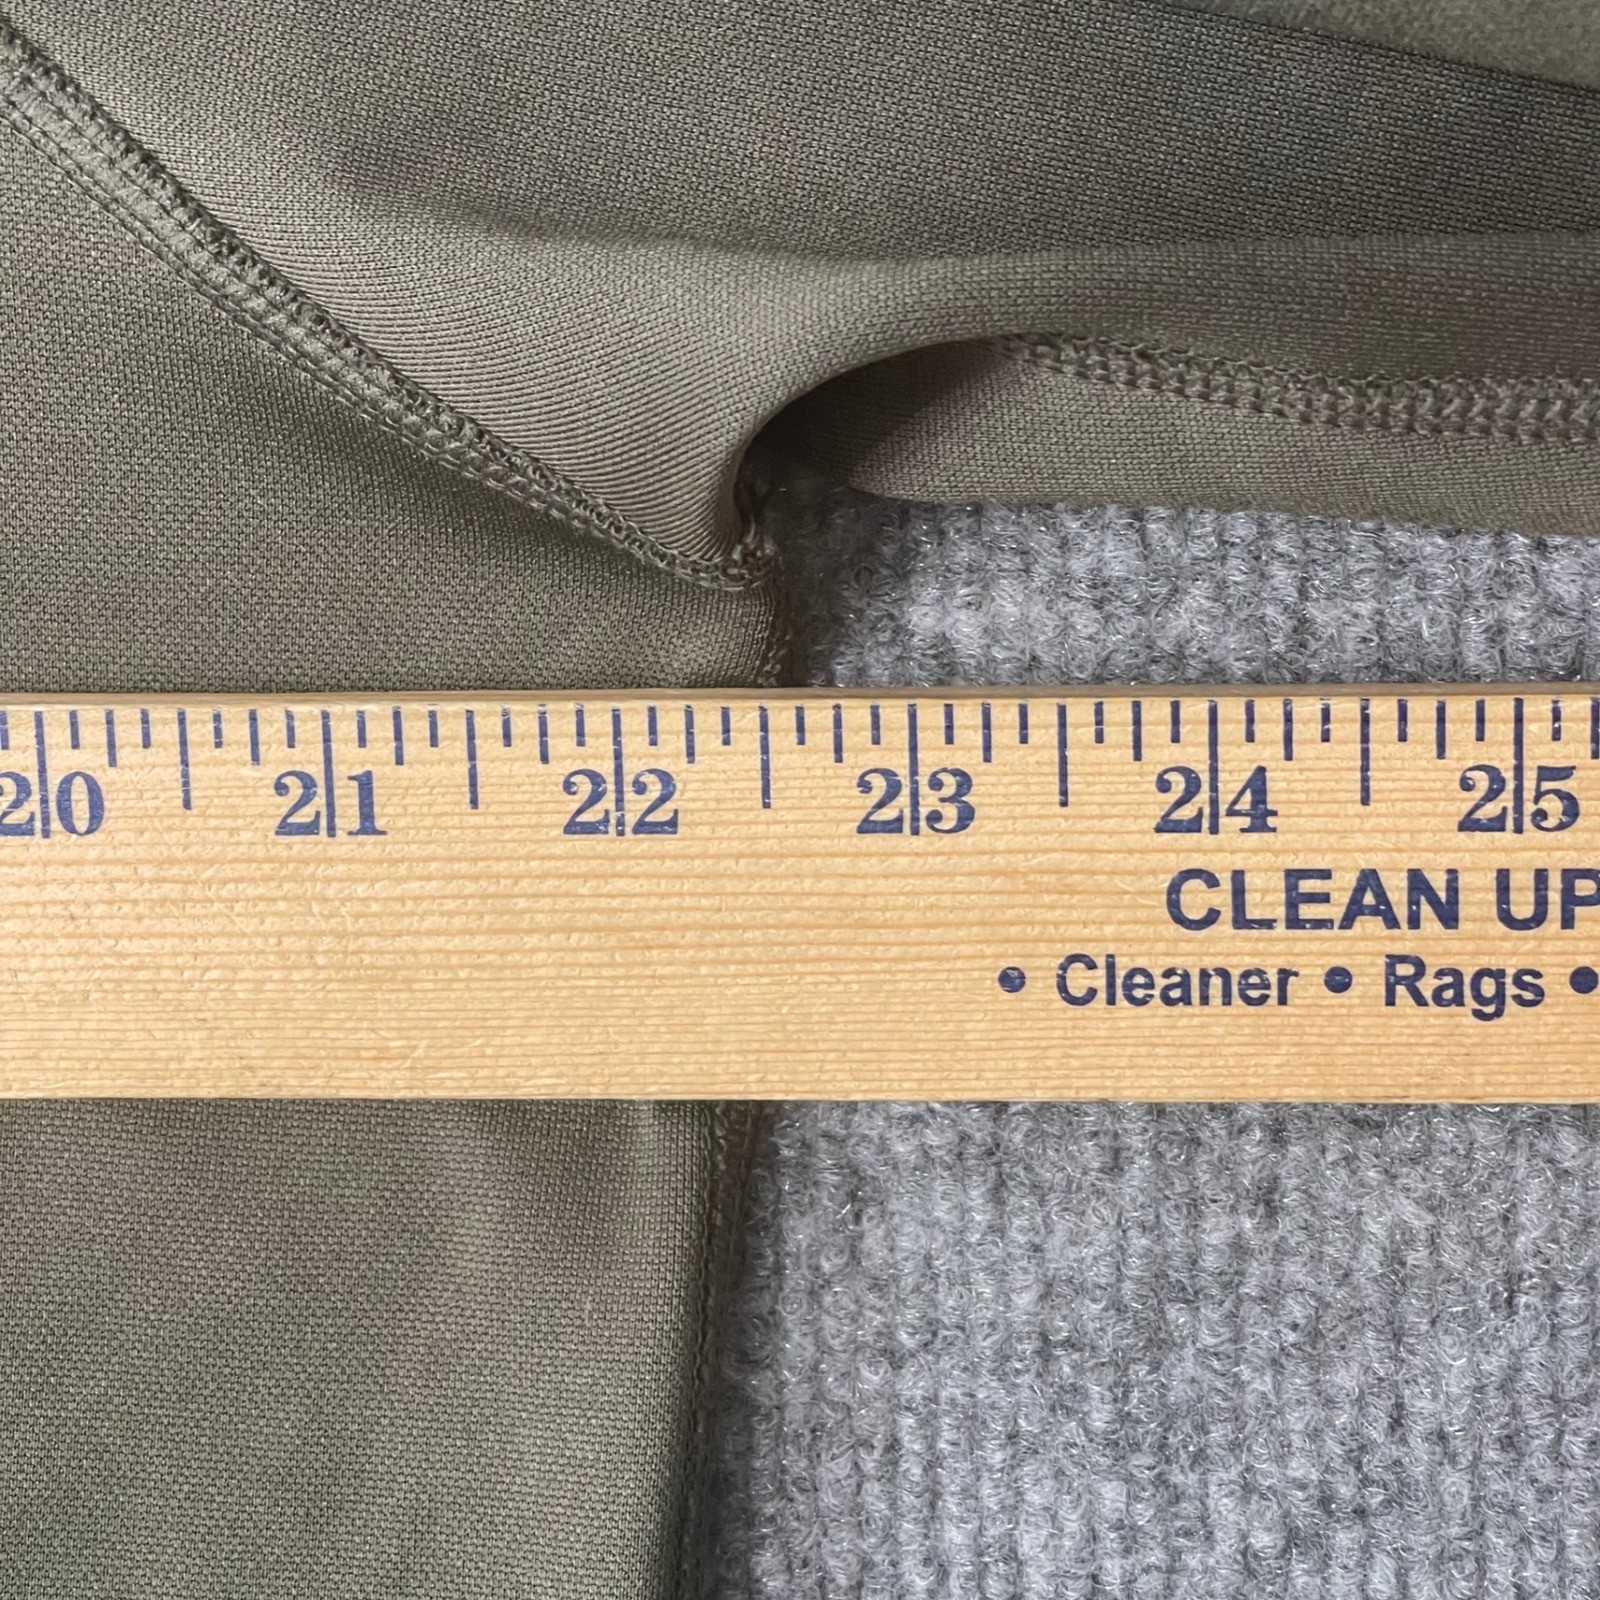 20 21 22 23 24 25
CLEAN UP
• Cleaner • Rags •